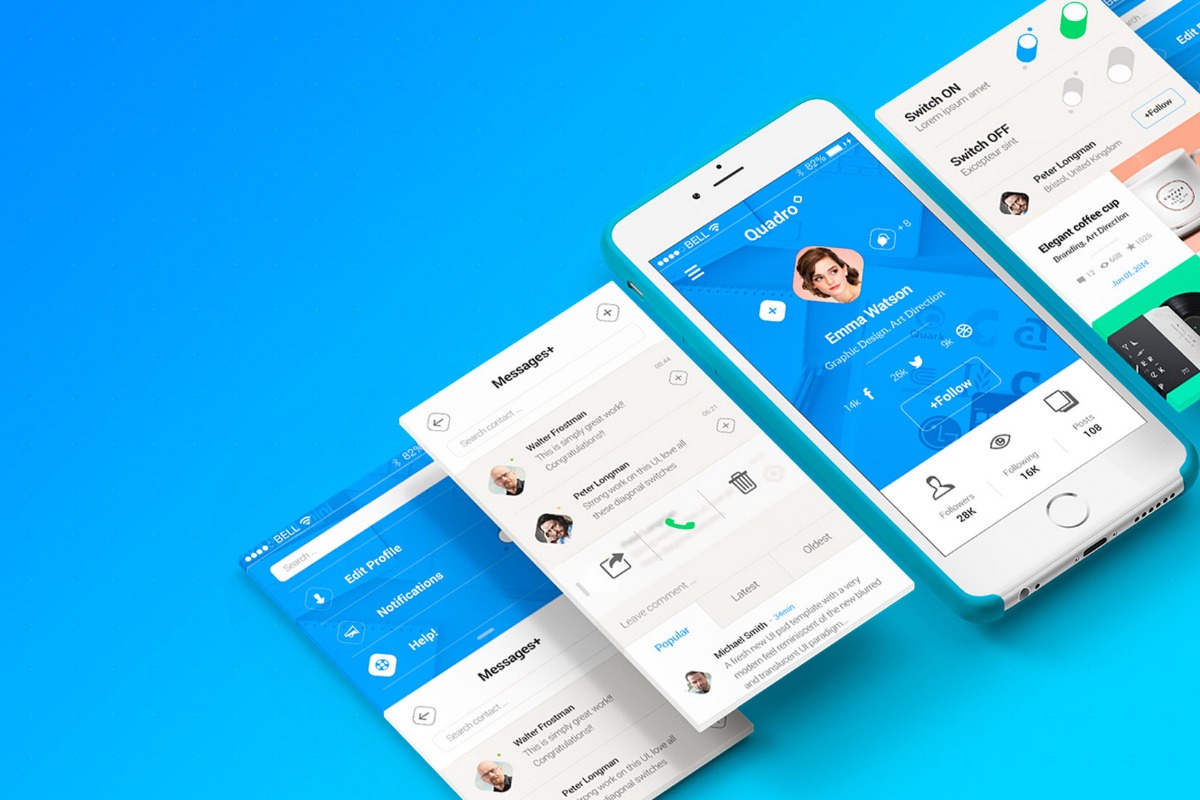 BELL
82%
Search ...
Edit Profile
Notifications
Help!
Messages+
Search contact ...
Walter Frostman
This is simply great work!!
Congratulations!!
Peter Longman
Strong work on this UI, love all
diagonal switches
Messages+
Search contact ...
08:44
Walter Frostman
This is simply great work!!
Congratulations!!
06:21
Peter Longman
Strong work on this UI, love all
these diagonal switches
Leave comment ...
Popular
Latest
Oldest
Michael Smith - 34min
A fresh new UI psd template with a very
modern feel reminiscent of the new blurred
and translucent UI paradigm...
BELL
82%
Quadro
+ 8
Emma Watson
Graphic Design, Art Direction
14k
26k
9k
+Follow
Quark
Followers
28K
Following
16K
Posts
108
Switch ON
Lorem ipsum amet
Switch OFF
Excepteur sint
Peter Longman
Bristol, United Kingdom
+Follow
Elegant coffee cup
Branding, Art Direction
12
608
1026
Jun 01, 2014
Search ...
Edit